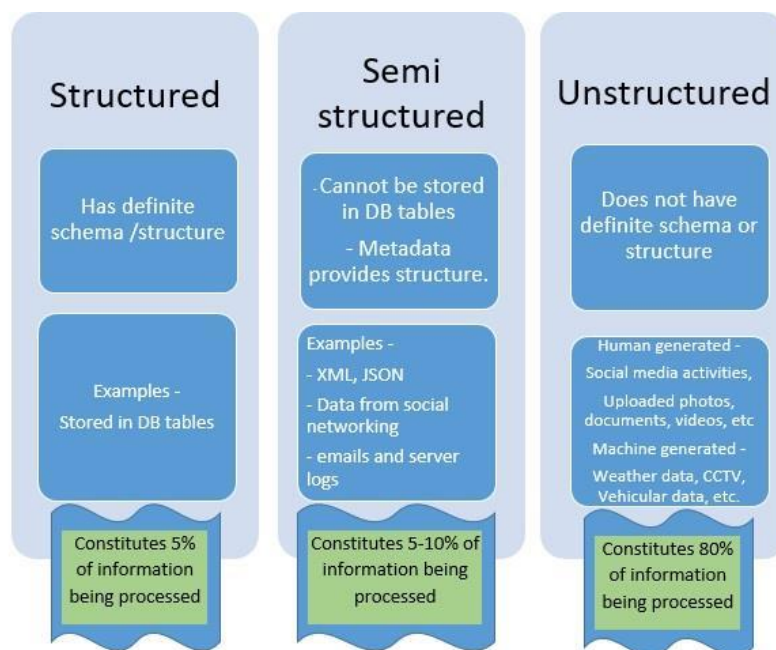 Structured
Has definite
schema /structure
Examples -
Stored in DB tables
Constitutes 5%
of information
being processed
Semi
structured
- Cannot be stored
in DB tables
- Metadata
provides structure.
Examples -
- XML, JSON
- Data from social
networking
- emails and server
logs
Constitutes 5-10% of
information being
processed
Unstructured
Does not have
definite schema or
structure
Human generated -
Social media activities,
Uploaded photos,
documents, videos, etc
Machine generated -
Weather data, CCTV,
Vehicular data, etc.
Constitutes 80%
of information
being processed